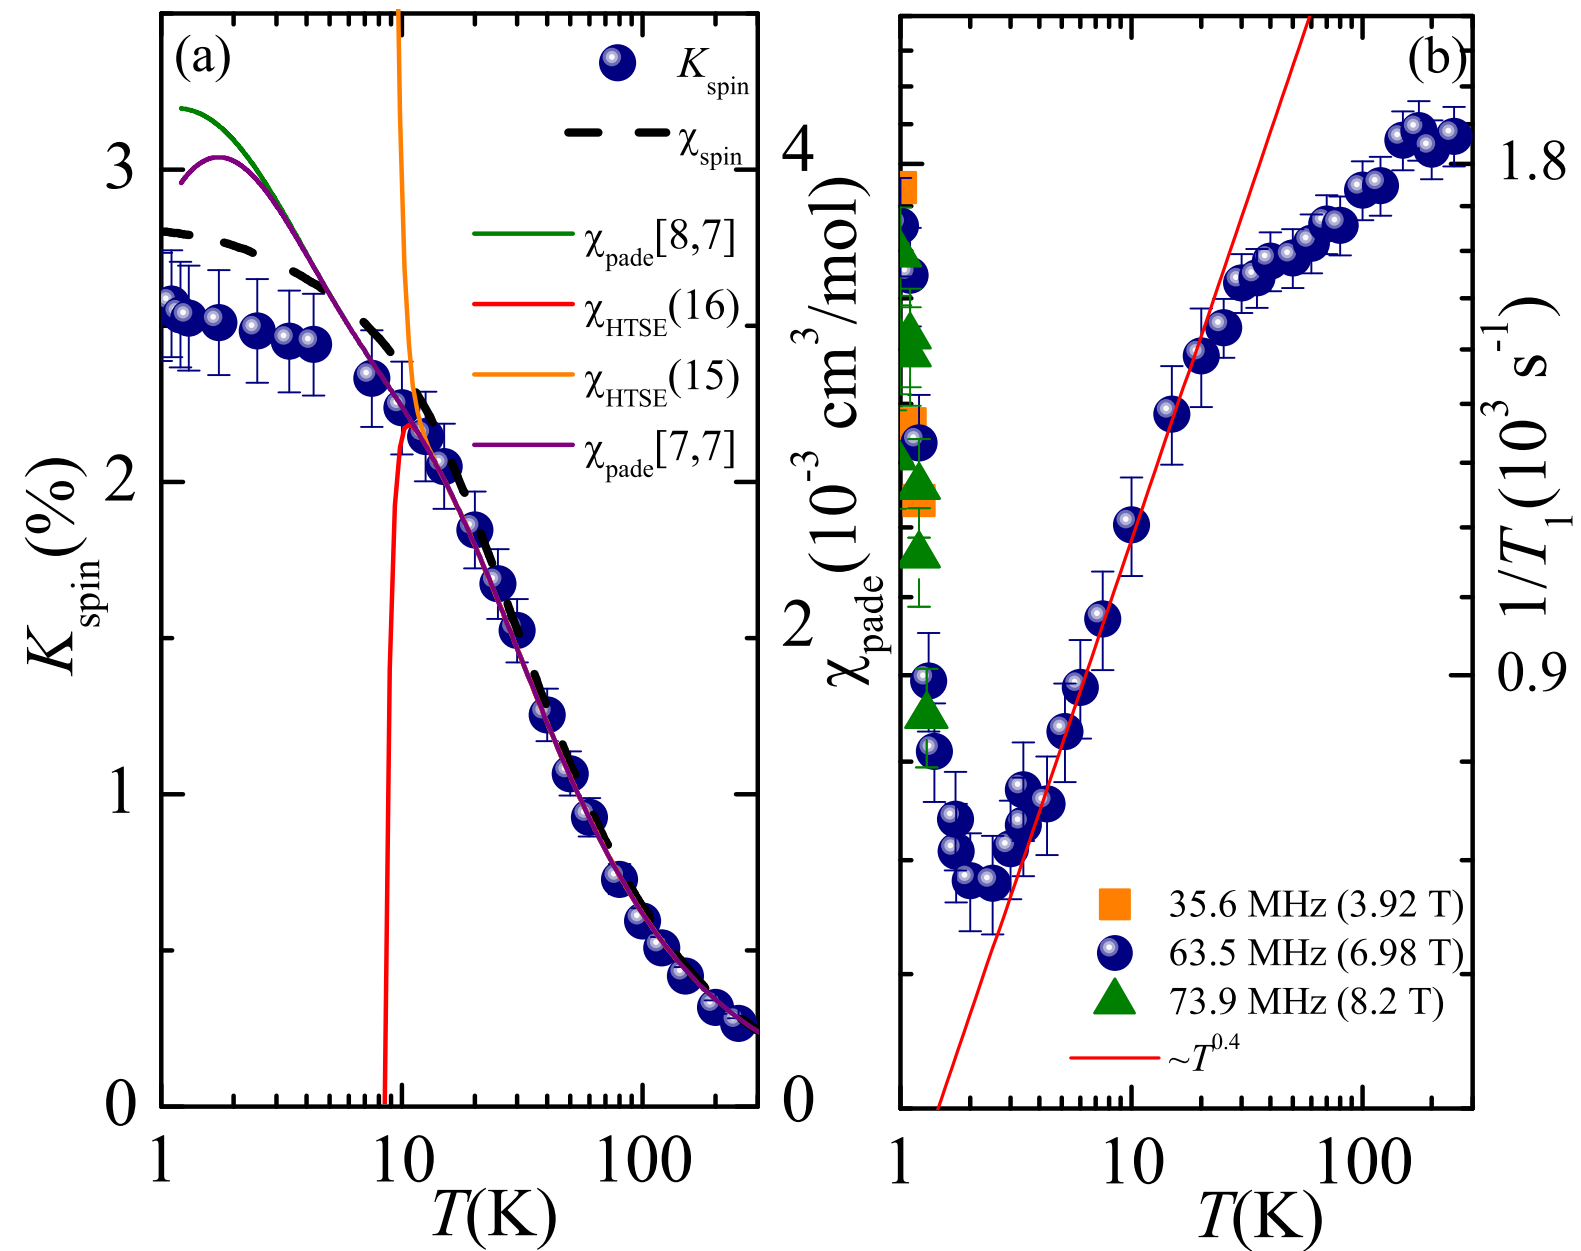 (a)
K_spin
χ_spin
χ_pade[8,7]
χ_HTSE(16)
χ_HTSE(15)
χ_pade[7,7]
3
2
1
0
K_spin(%)
1
10
100
T(K)
4
2
0
χ_pade(10^-3 cm^3/mol)
(b)
1.8
0.9
1/T_1(10^3 s^-1)
35.6 MHz (3.92 T)
63.5 MHz (6.98 T)
73.9 MHz (8.2 T)
~T^0.4
1
10
100
T(K)